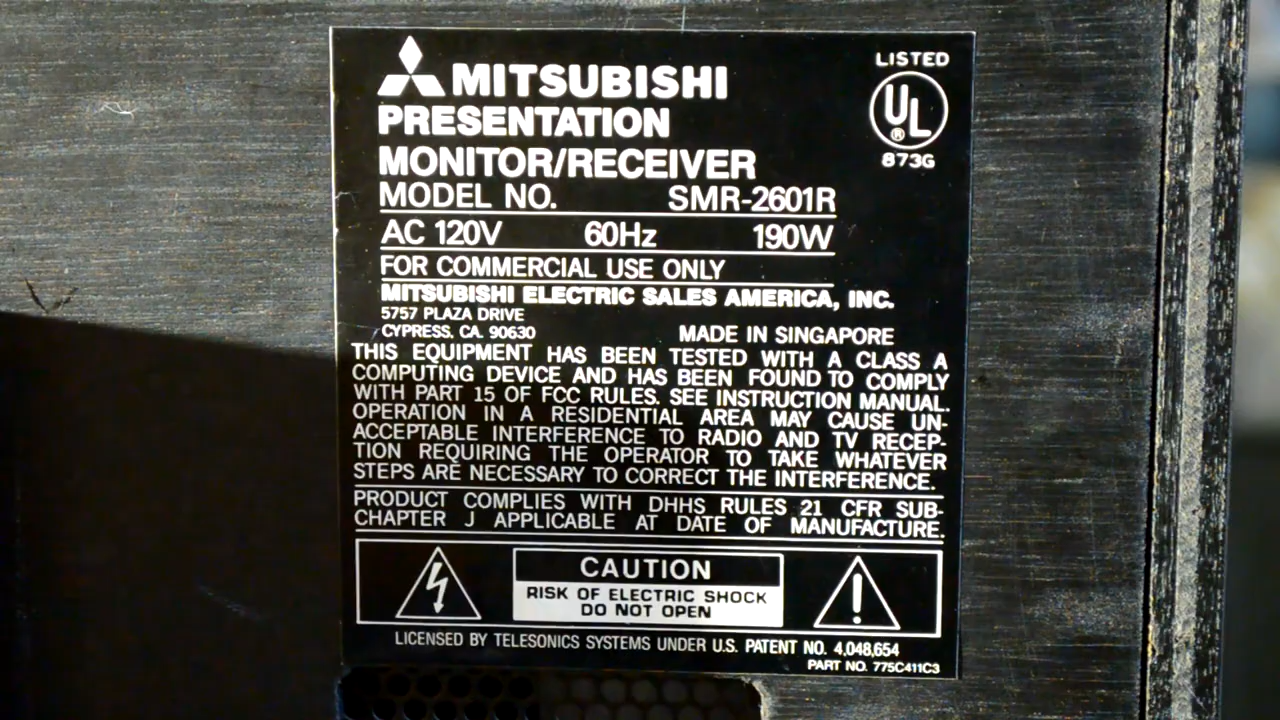 LISTED
UL
®
873G
MITSUBISHI
PRESENTATION
MONITOR/RECEIVER
MODEL NO. SMR-2601R
AC 120V 60Hz 190W
FOR COMMERCIAL USE ONLY
MITSUBISHI ELECTRIC SALES AMERICA, INC.
5757 PLAZA DRIVE
CYPRESS. CA. 90630 MADE IN SINGAPORE
THIS EQUIPMENT HAS BEEN TESTED WITH A CLASS A
COMPUTING DEVICE AND HAS BEEN FOUND TO COMPLY
WITH PART 15 OF FCC RULES. SEE INSTRUCTION MANUAL.
OPERATION IN A RESIDENTIAL AREA MAY CAUSE UN-
ACCEPTABLE INTERFERENCE TO RADIO AND TV RECEP-
TION REQUIRING THE OPERATOR TO TAKE WHATEVER
STEPS ARE NECESSARY TO CORRECT THE INTERFERENCE.
PRODUCT COMPLIES WITH DHHS RULES 21 CFR SUB-
CHAPTER J APPLICABLE AT DATE OF MANUFACTURE.
CAUTION
RISK OF ELECTRIC SHOCK
DO NOT OPEN
LICENSED BY TELESONICS SYSTEMS UNDER U.S. PATENT NO. 4,048,654
PART NO. 775C411C3